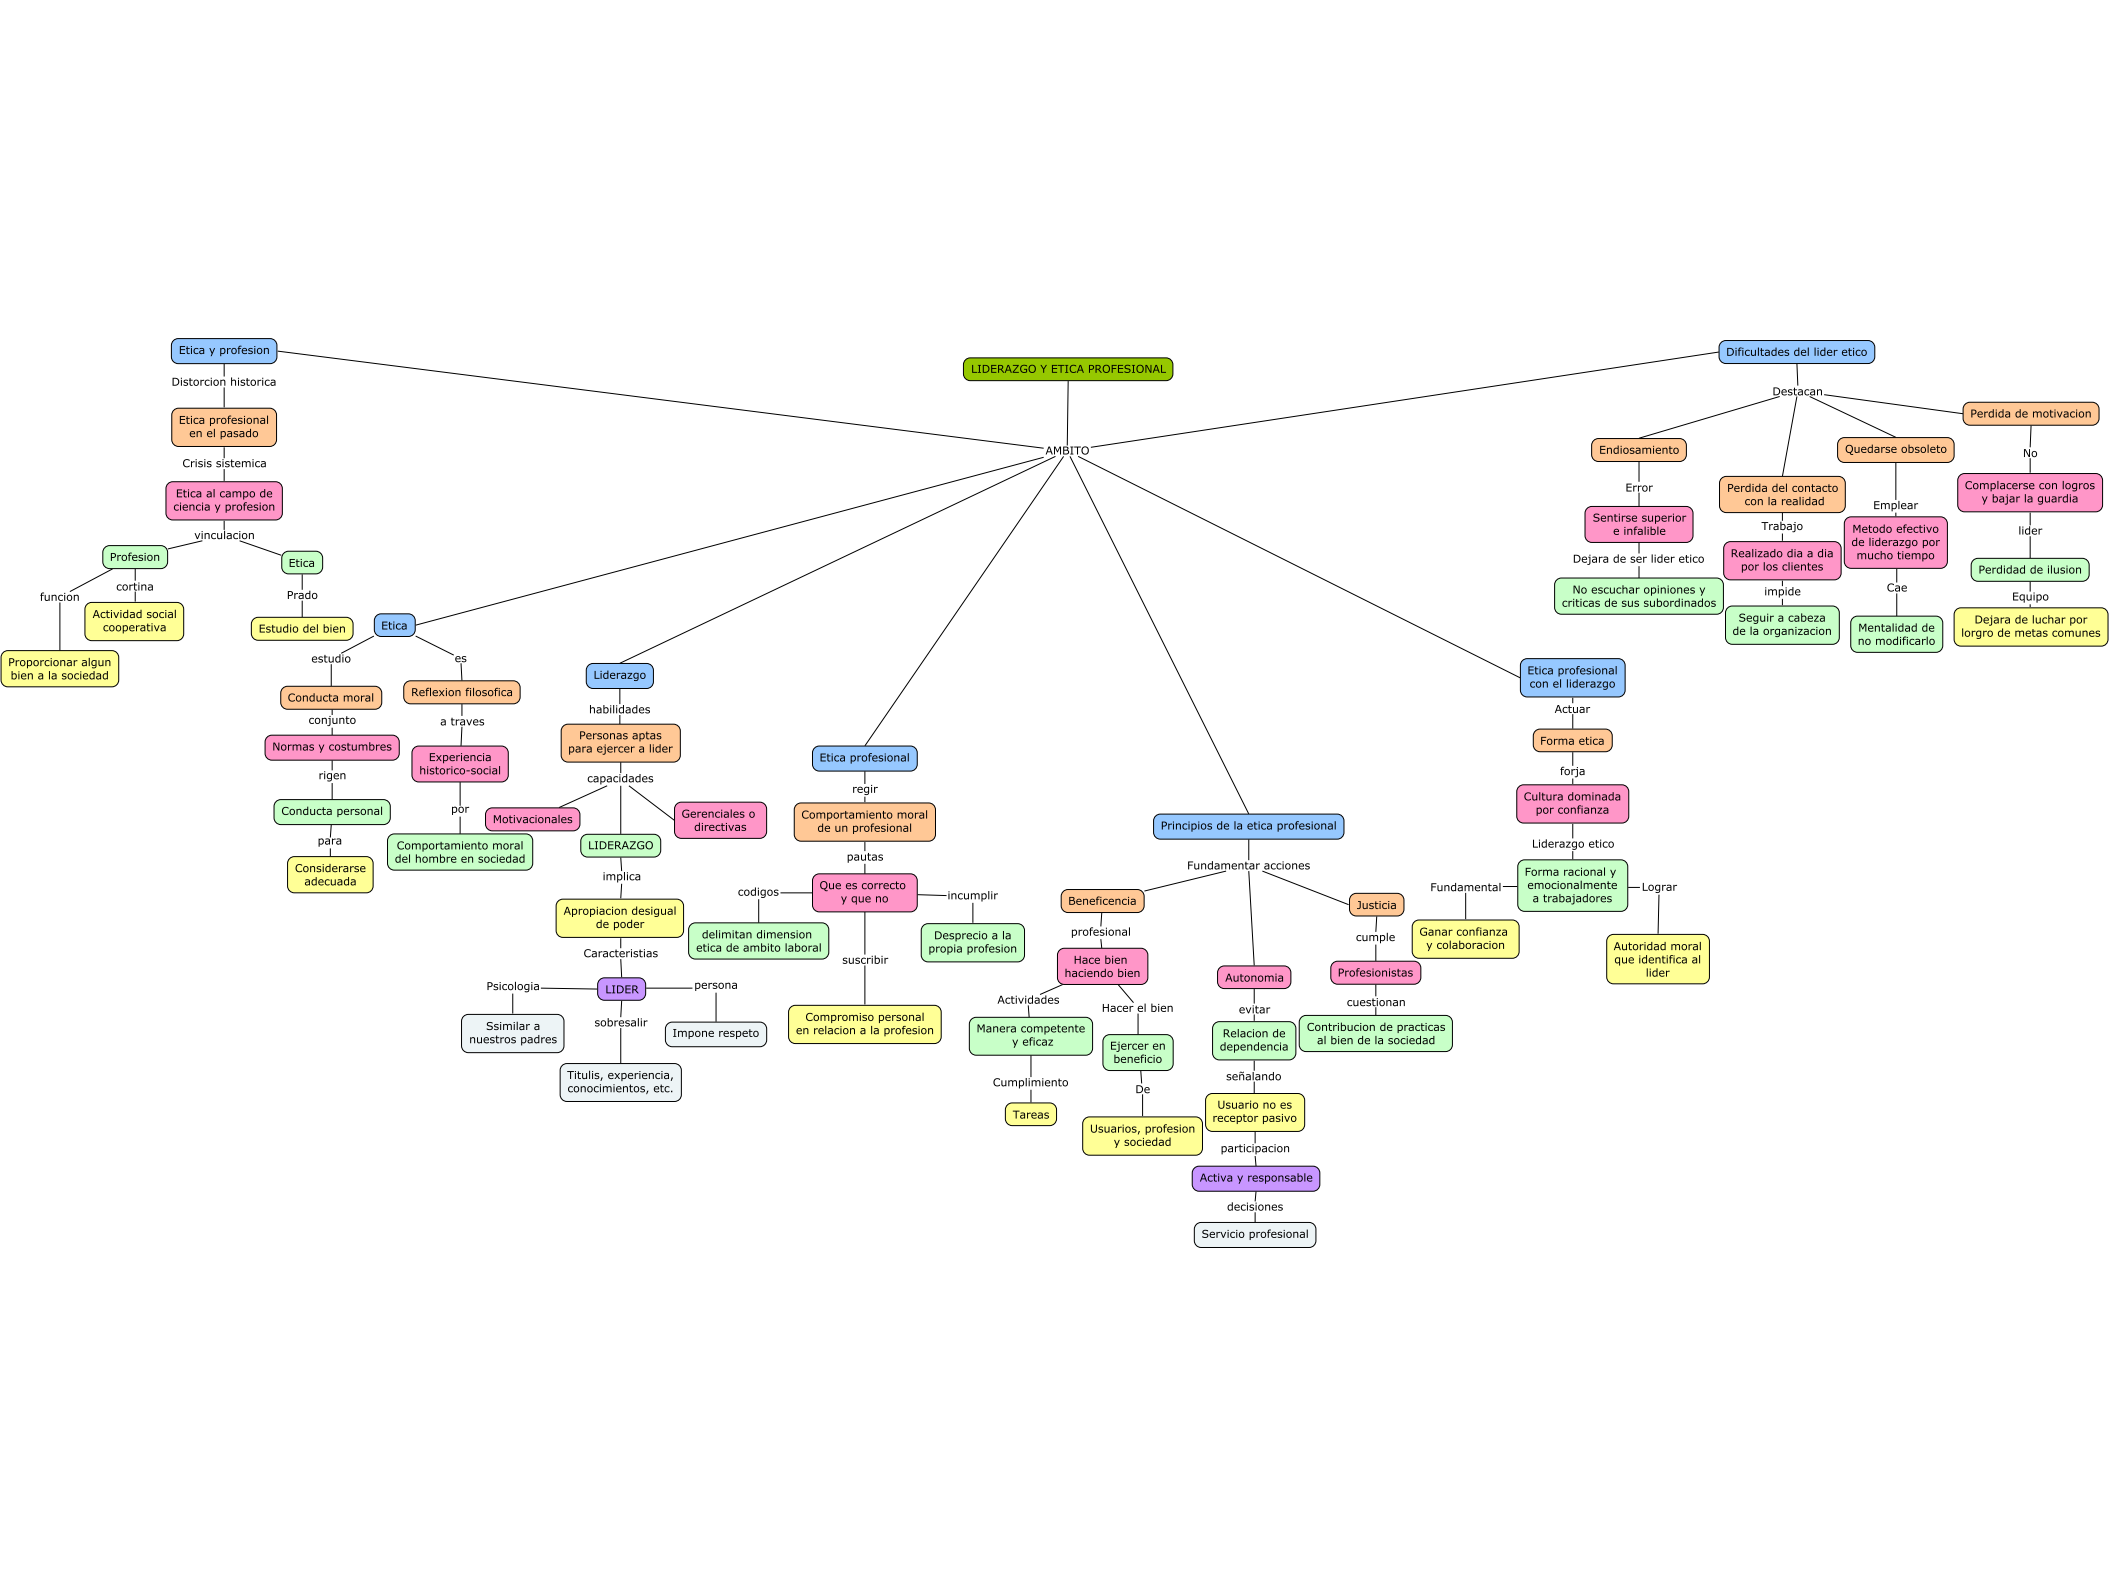 LIDERAZGO Y ETICA PROFESIONAL
AMBITO
Etica y profesion
Distorcion historica
Etica profesional
en el pasado
Crisis sistemica
Etica al campo de
ciencia y profesion
vinculacion
Profesion
funcion
Proporcionar algun
bien a la sociedad
cortina
Actividad social
cooperativa
Etica
Prado
Estudio del bien
Etica
estudio
Conducta moral
conjunto
Normas y costumbres
rigen
Conducta personal
para
Considerarse
adecuada
es
Reflexion filosofica
a traves
Experiencia
historico-social
por
Comportamiento moral
del hombre en sociedad
Liderazgo
habilidades
Personas aptas
para ejercer a lider
capacidades
Motivacionales
LIDERAZGO
Gerenciales o
directivas
implica
Apropiacion desigual
de poder
Caracteristias
LIDER
Psicologia
Ssimilar a
nuestros padres
sobresalir
Titulis, experiencia,
conocimientos, etc.
persona
Impone respeto
Etica profesional
regir
Comportamiento moral
de un profesional
pautas
Que es correcto
y que no
codigos
delimitan dimension
etica de ambito laboral
suscribir
Compromiso personal
en relacion a la profesion
incumplir
Desprecio a la
propia profesion
Principios de la etica profesional
Fundamentar acciones
Beneficencia
profesional
Hace bien
haciendo bien
Actividades
Manera competente
y eficaz
Cumplimiento
Tareas
Hacer el bien
Ejercer en
beneficio
De
Usuarios, profesion
y sociedad
Autonomia
evitar
Relacion de
dependencia
señalando
Usuario no es
receptor pasivo
participacion
Activa y responsable
decisiones
Servicio profesional
Justicia
cumple
Profesionistas
cuestionan
Contribucion de practicas
al bien de la sociedad
Etica profesional
con el liderazgo
Actuar
Forma etica
forja
Cultura dominada
por confianza
Liderazgo etico
Forma racional y
emocionalmente
a trabajadores
Fundamental
Ganar confianza
y colaboracion
Lograr
Autoridad moral
que identifica al
lider
Dificultades del lider etico
Destacan
Endiosamiento
Error
Sentirse superior
e infalible
Dejara de ser lider etico
No escuchar opiniones y
criticas de sus subordinados
Perdida del contacto
con la realidad
Trabajo
Realizado dia a dia
por los clientes
impide
Seguir a cabeza
de la organizacion
Quedarse obsoleto
Emplear
Metodo efectivo
de liderazgo por
mucho tiempo
Cae
Mentalidad de
no modificarlo
Perdida de motivacion
No
Complacerse con logros
y bajar la guardia
lider
Perdidad de ilusion
Equipo
Dejara de luchar por
lorgro de metas comunes